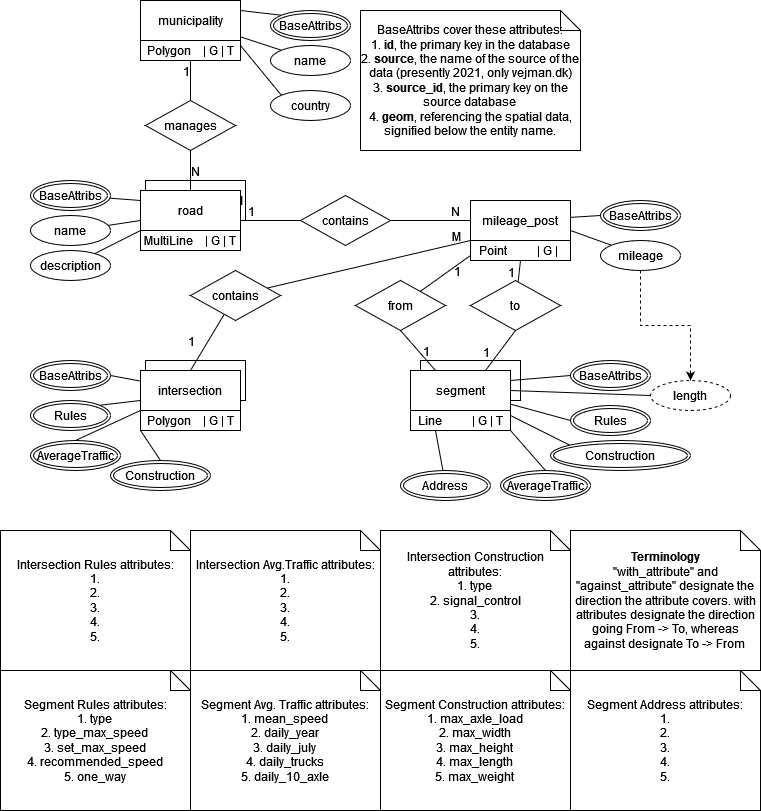 municipality
Polygon | G | T
BaseAttribs
name
country
BaseAttribs cover these attributes:
1. id, the primary key in the database
2. source, the name of the source of the
data (presently 2021, only vejman.dk)
3. source_id, the primary key on the
source database
4. geom, referencing the spatial data,
signified below the entity name.
1
manages
N
BaseAttribs
name
description
road
MultiLine | G | T
1
contains
N
mileage_post
Point | G |
BaseAttribs
mileage
M
contains
1
1
from
1
1
to
1
length
BaseAttribs
Rules
AverageTraffic
Construction
intersection
Polygon | G | T
segment
Line | G | T
BaseAttribs
Rules
Construction
AverageTraffic
Address
Intersection Rules attributes:
1.
2.
3.
4.
5.
Intersection Avg.Traffic attributes:
1.
2.
3.
4.
5.
Intersection Construction
attributes:
1. type
2. signal_control
3.
4.
5.
Terminology
"with_attribute" and
"against_attribute" designate the
direction the attribute covers. with
attributes designate the direction
going From -> To, whereas
against designate To -> From
Segment Rules attributes:
1. type
2. type_max_speed
3. set_max_speed
4. recommended_speed
5. one_way
Segment Avg. Traffic attributes:
1. mean_speed
2. daily_year
3. daily_july
4. daily_trucks
5. daily_10_axle
Segment Construction attributes:
1. max_axle_load
2. max_width
3. max_height
4. max_length
5. max_weight
Segment Address attributes:
1.
2.
3.
4.
5.